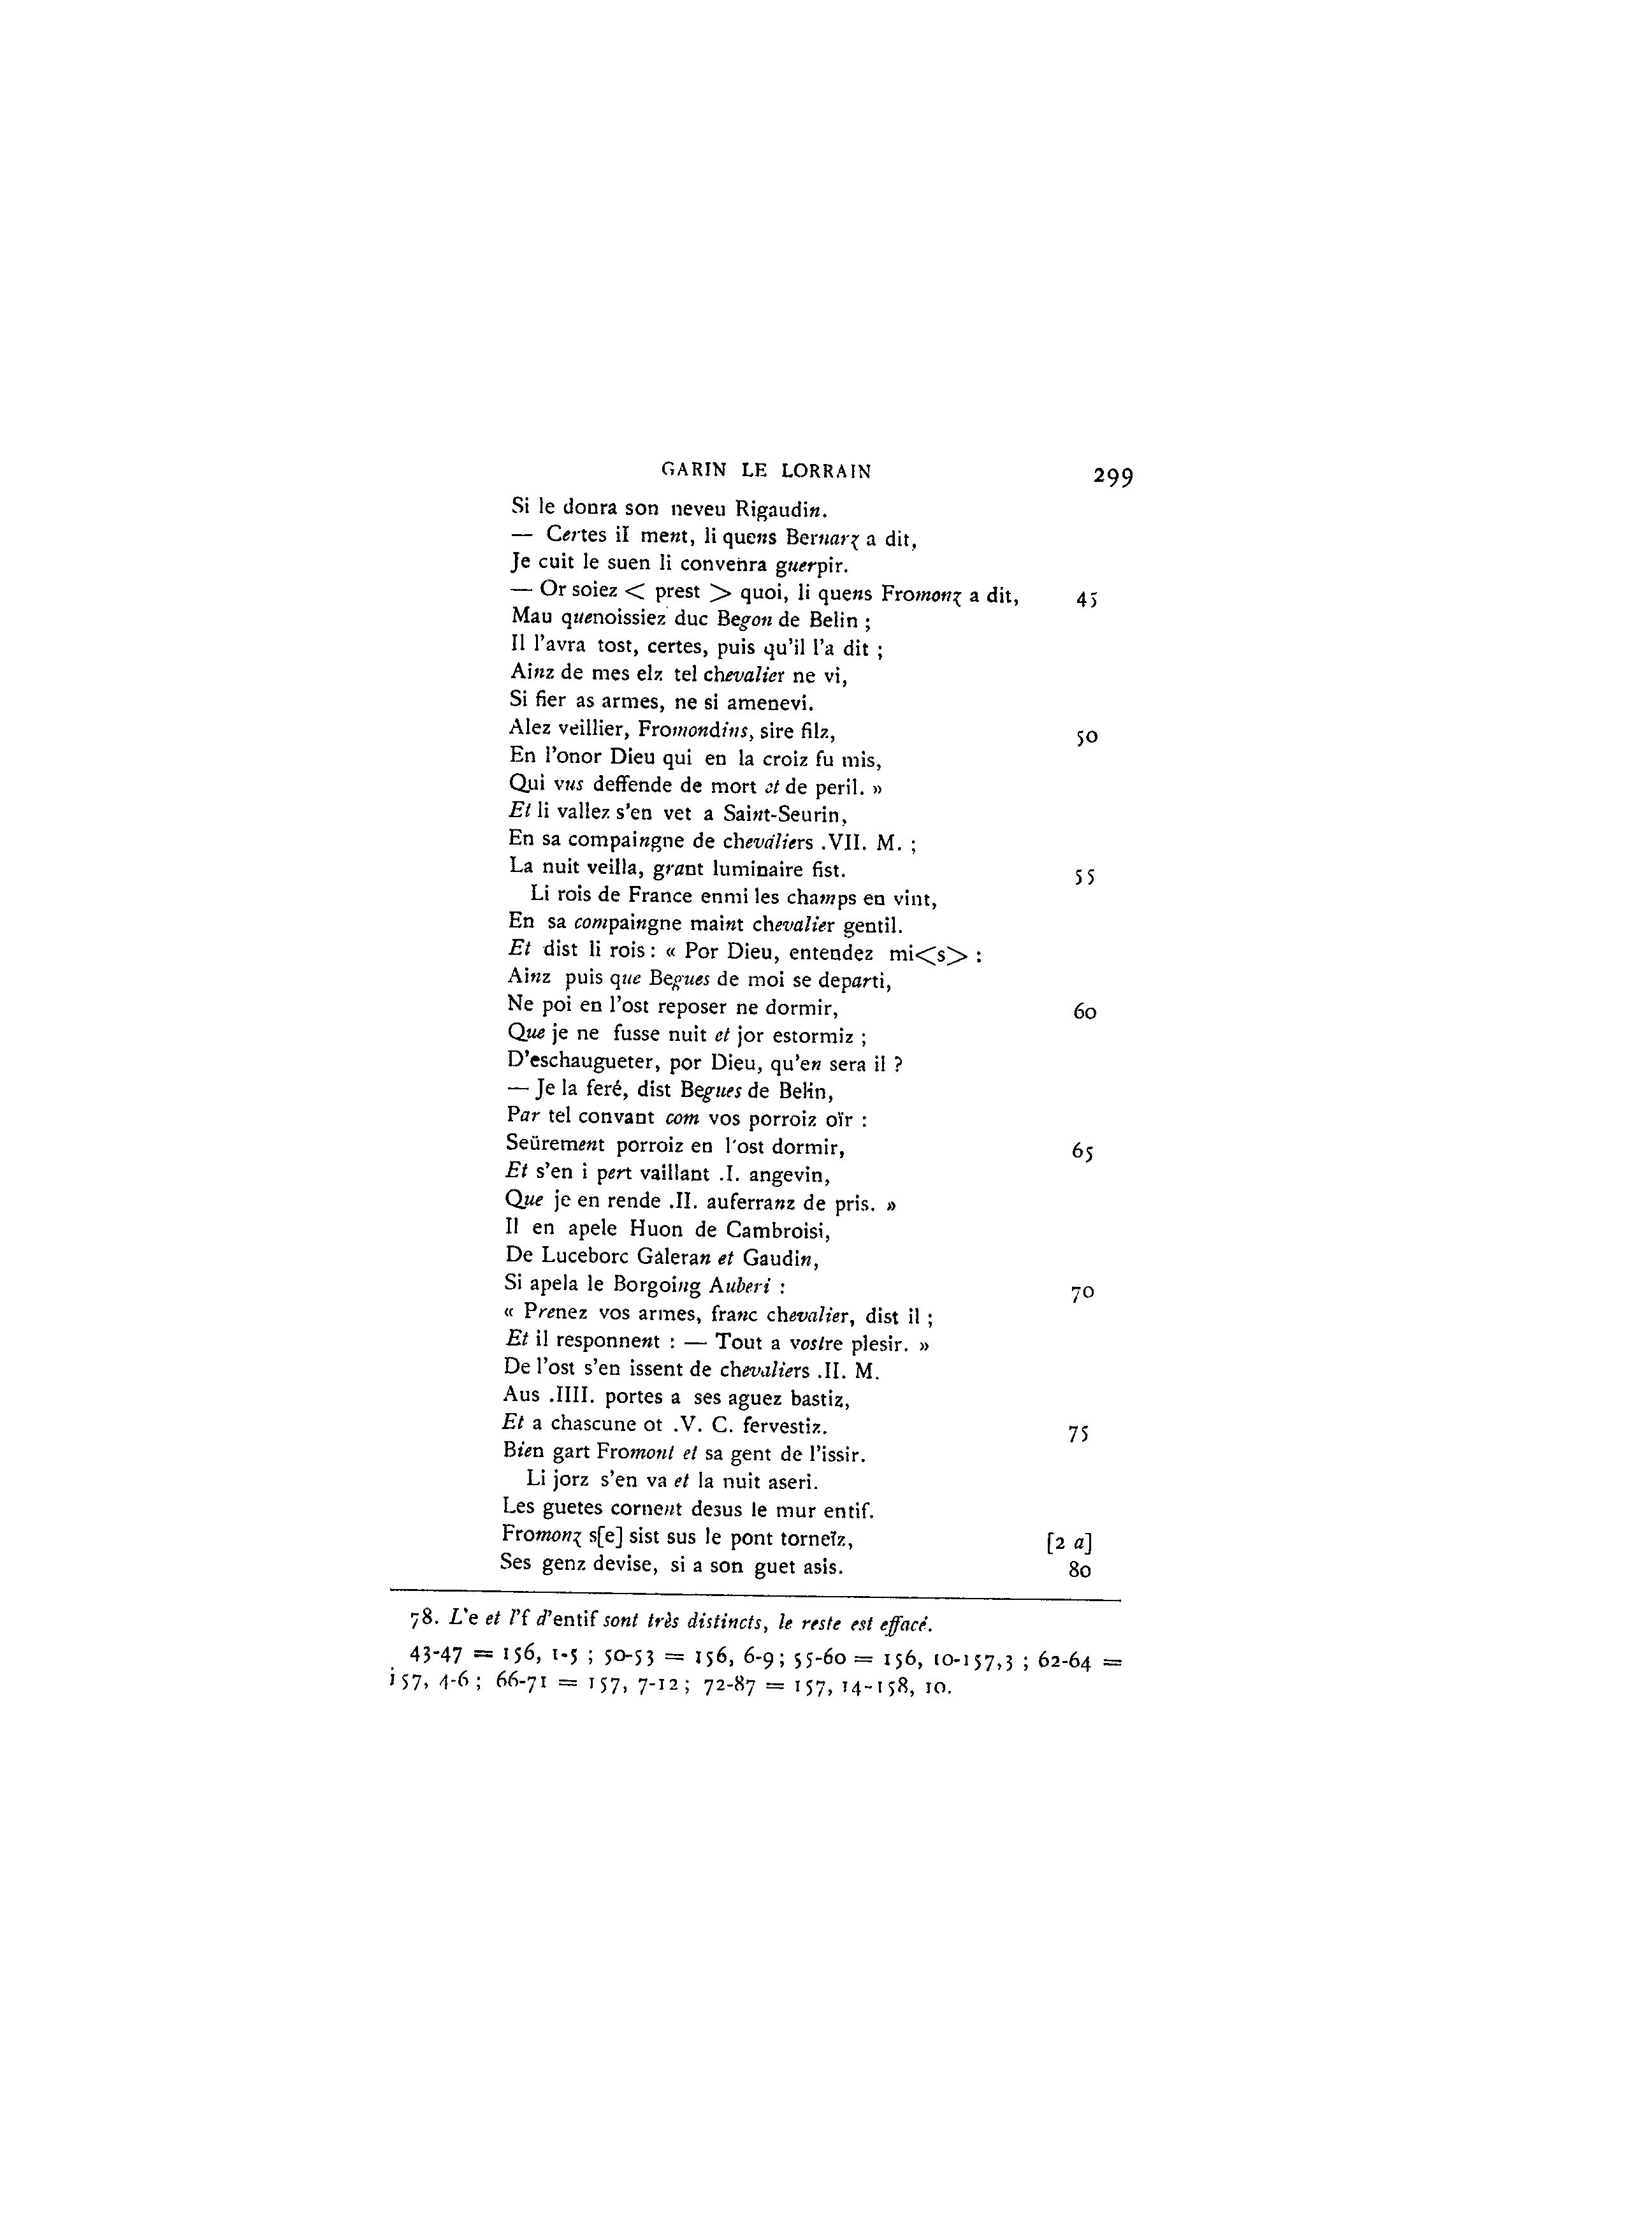 GARIN LE LORRAIN 299
Si le donra son neveu Rigaudin.
— Certes il ment, li quens Bernarz a dit,
Je cuit le suen li convenra guerpir.
— Or soiez < prest > quoi, li quens Fromonz a dit, 45
Mau quenoissiez duc Begon de Belin ;
Il l'avra tost, certes, puis qu'il l'a dit ;
Ainz de mes elz tel chevalier ne vi,
Si fier as armes, ne si amenevi.
Alez veillier, Fromondins, sire filz, 50
En l'onor Dieu qui en la croiz fu mis,
Qui vus deffende de mort et de peril. »
Et li vallez s'en vet a Saint-Seurin,
En sa compaingne de chevaliers .VII. M. ;
La nuit veilla, grant luminaire fist. 55
Li rois de France enmi les champs en vint,
En sa compaingne maint chevalier gentil.
Et dist li rois : « Por Dieu, entendez mi<s> :
Ainz puis que Begues de moi se departi,
Ne poi en l'ost reposer ne dormir, 60
Que je ne fusse nuit et jor estormiz ;
D'eschaugueter, por Dieu, qu'en sera il ?
— Je la feré, dist Begues de Belin,
Par tel convant com vos porroiz oïr :
Seürement porroiz en l'ost dormir, 65
Et s'en i pert vaillant .I. angevin,
Que je en rende .II. auferranz de pris. »
Il en apele Huon de Cambroisi,
De Luceborc Galeran et Gaudin,
Si apela le Borgoing Auberi : 70
« Prenez vos armes, franc chevalier, dist il ;
Et il responnent : — Tout a vostre plesir. »
De l'ost s'en issent de chevaliers .II. M.
Aus .IIII. portes a ses aguez bastiz,
Et a chascune ot .V. C. fervestiz. 75
Bien gart Fromont et sa gent de l'issir.
Li jorz s'en va et la nuit aseri.
Les guetes cornent desus le mur entif.
Fromonz s[e] sist sus le pont torneïz, [2 a]
Ses genz devise, si a son guet asis. 80
78. L'e et l'f d'entif sont très distincts, le reste est effacé.
43-47 = 156, 1-5 ; 50-53 = 156, 6-9 ; 55-60 = 156, 10-157,3 ; 62-64 =
157, 4-6 ; 66-71 = 157, 7-12 ; 72-87 = 157, 14-158, 10.